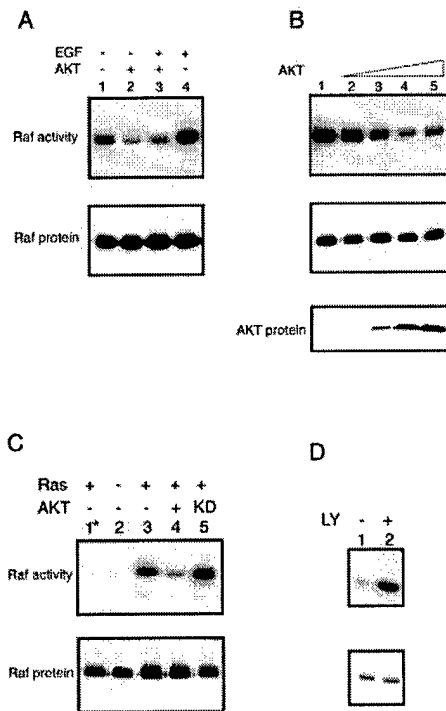 A
EGF - - + +
AKT - + + -
1 2 3 4
Raf activity
Raf protein
B
AKT
1 2 3 4 5
AKT protein
C
Ras + - + + +
AKT - - - + KD
1* 2 3 4 5
Raf activity
Raf protein
D
LY - +
1 2